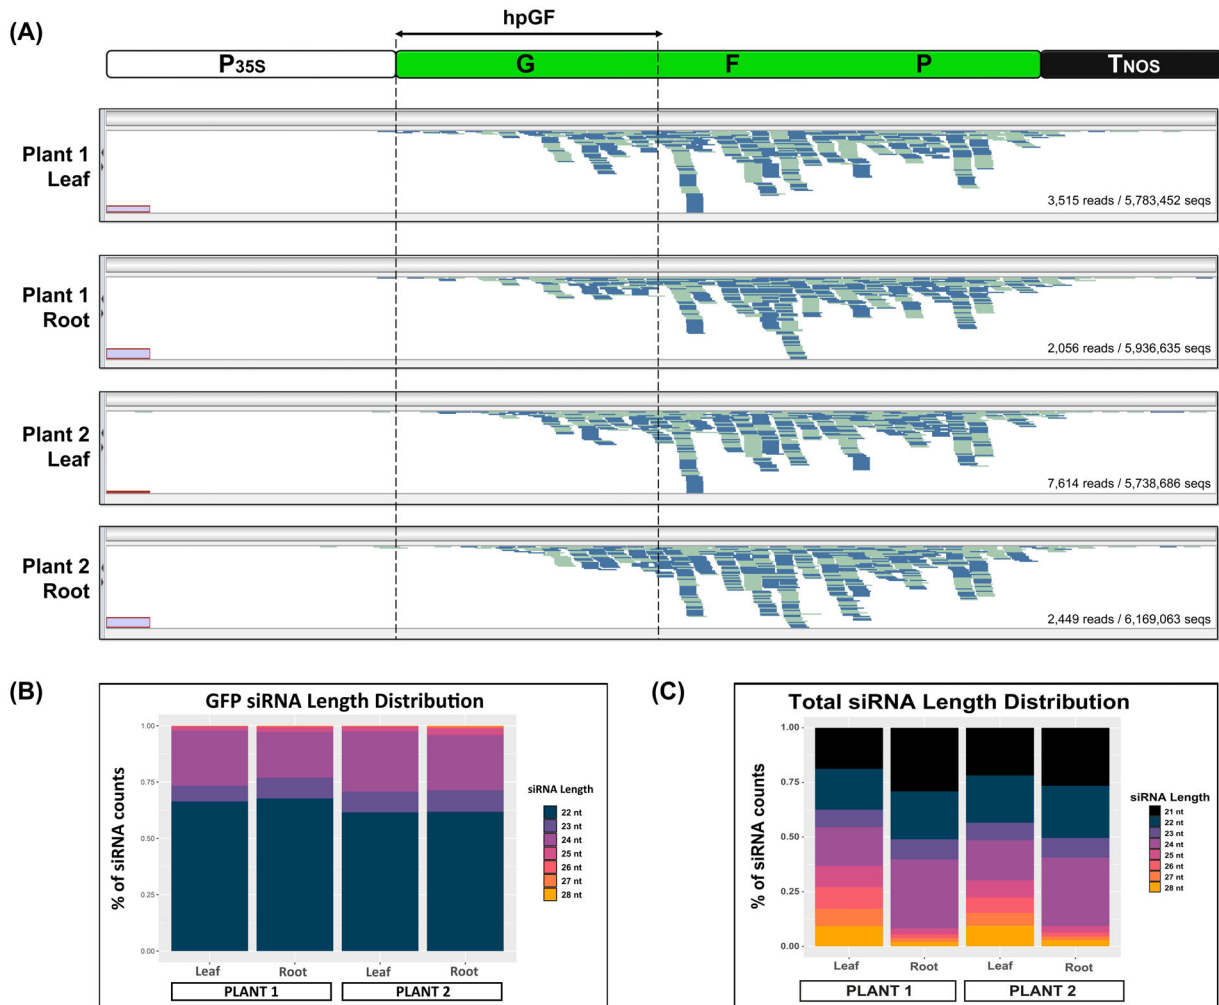 (A)
hpGF
P35S G F P TNOS
Plant 1
Leaf
3,515 reads / 5,783,452 seqs
Plant 1
Root
2,056 reads / 5,936,635 seqs
Plant 2
Leaf
7,614 reads / 5,738,686 seqs
Plant 2
Root
2,449 reads / 6,169,063 seqs
(B)
GFP siRNA Length Distribution
% of siRNA counts
1.00
0.75
0.50
0.25
0.00
Leaf Root Leaf Root
PLANT 1 PLANT 2
siRNA Length
22 nt
23 nt
24 nt
25 nt
26 nt
27 nt
28 nt
(C)
Total siRNA Length Distribution
% of siRNA counts
1.00
0.75
0.50
0.25
0.00
Leaf Root Leaf Root
PLANT 1 PLANT 2
siRNA Length
21 nt
22 nt
23 nt
24 nt
25 nt
26 nt
27 nt
28 nt